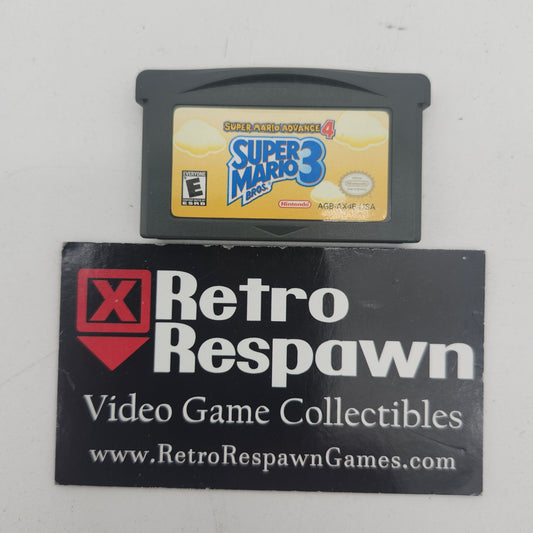 SUPER MARIO ADVANCE 4
SUPER
MARIO 3
BROS.
EVERYONE
E
ESRB
Nintendo
AGB-AX4E-USA
X Retro
Respawn
Video Game Collectibles
www.RetroRespawnGames.com